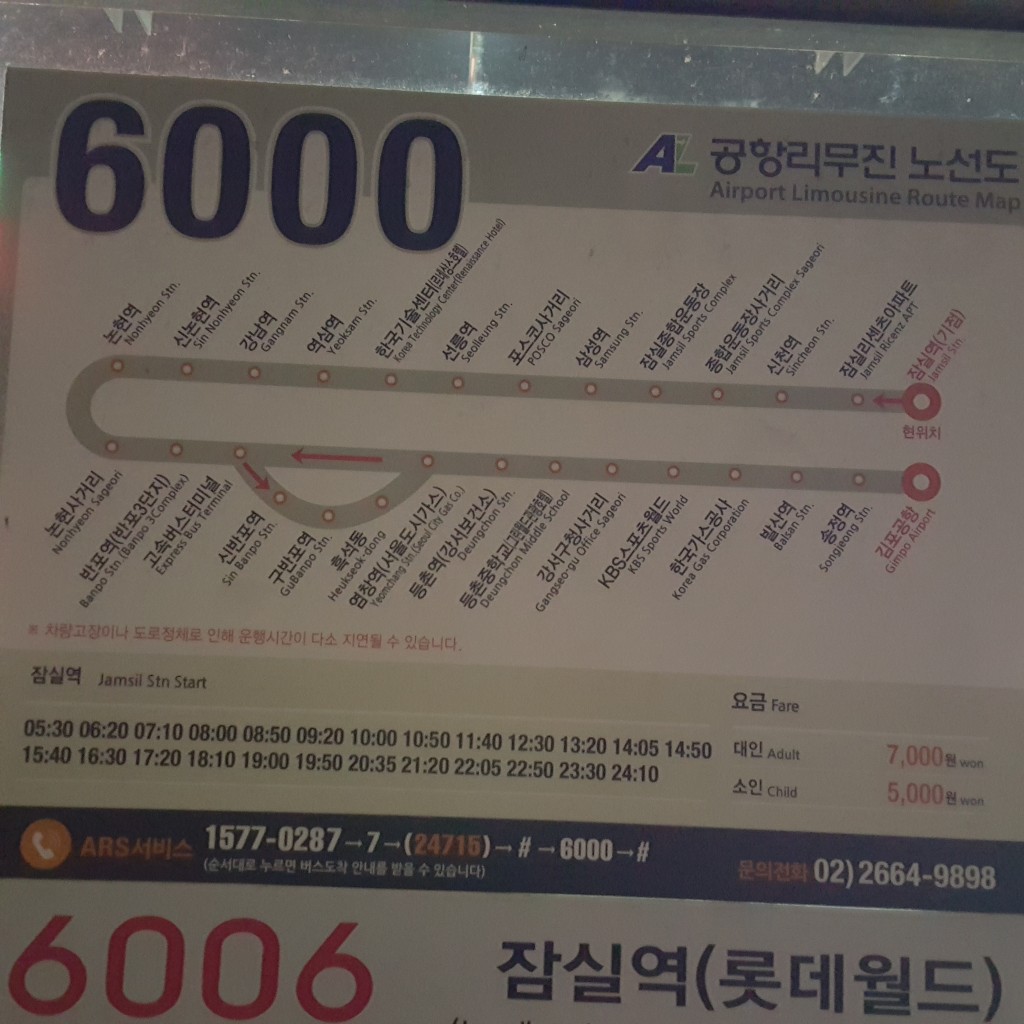 6000
AL 공항리무진 노선도
Airport Limousine Route Map
논현역
Nonhyeon Stn.
신논현역
Sin Nonhyeon Stn.
강남역
Gangnam Stn.
역삼역
Yeoksam Stn.
한국기술센터(르네상스호텔)
Korea Technology Center(Renaissance Hotel)
선릉역
Seolleung Stn.
포스코사거리
POSCO Sageori
삼성역
Samsung Stn.
잠실종합운동장
Jamsil Sports Complex
종합운동장사거리
Jamsil Sports Complex Sageori
신천역
Sincheon Stn.
잠실리센츠아파트
Jamsil Ricenz APT
잠실역(기점)
Jamsil Stn.
현위치
논현사거리
Nonhyeon Sageori
반포역(반포3단지)
Banpo Stn.(Banpo 3Complex)
고속버스터미널
Express Bus Terminal
신반포역
Sin Banpo Stn.
구반포역
GuBanpo Stn.
흑석동
Heukseok-dong
염창역(서울도시가스)
Yeomchang Stn.(Seoul City Gas Co.)
등촌역(강서보건소)
Deungchon Stn.
등촌중학교
Deungchon Middle School
강서구청사거리
Gangseo-gu Office Sageori
KBS스포츠월드
KBS Sports World
한국가스공사
Korea Gas Corporation
발산역
Balsan Stn.
송정역
Songjeong Stn.
김포공항
Gimpo Airport
※ 차량고장이나 도로정체로 인해 운행시간이 다소 지연될 수 있습니다.
잠실역 Jamsil Stn Start
05:30 06:20 07:10 08:00 08:50 09:20 10:00 10:50 11:40 12:30 13:20 14:05 14:50
15:40 16:30 17:20 18:10 19:00 19:50 20:35 21:20 22:05 22:50 23:30 24:10
요금 Fare
대인 Adult 7,000원 won
소인 Child 5,000원 won
ARS서비스 1577-0287→7→(24715)→#→6000→#
(순서대로 누르면 버스도착 안내를 받을 수 있습니다)
문의전화 02) 2664-9898
6006 잠실역(롯데월드)